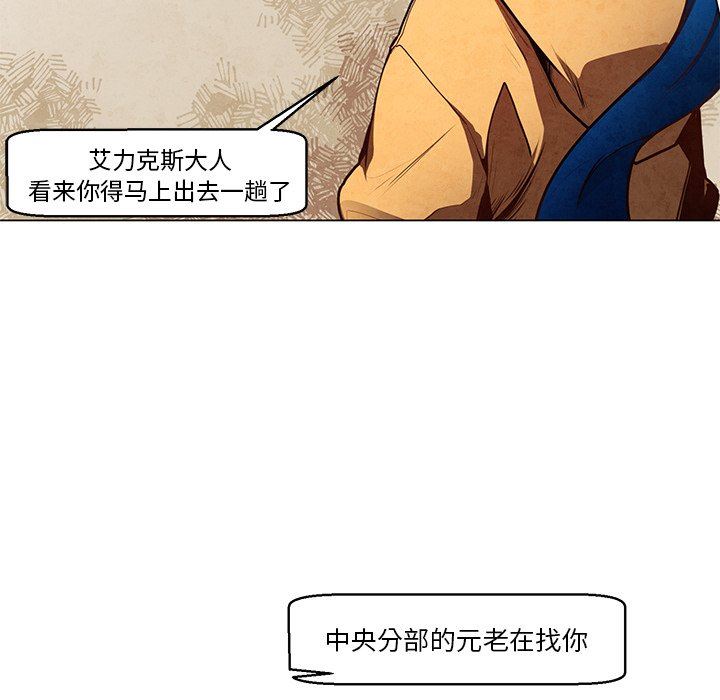 艾力克斯大人
看来你得马上出去一趟了
中央分部的元老在找你